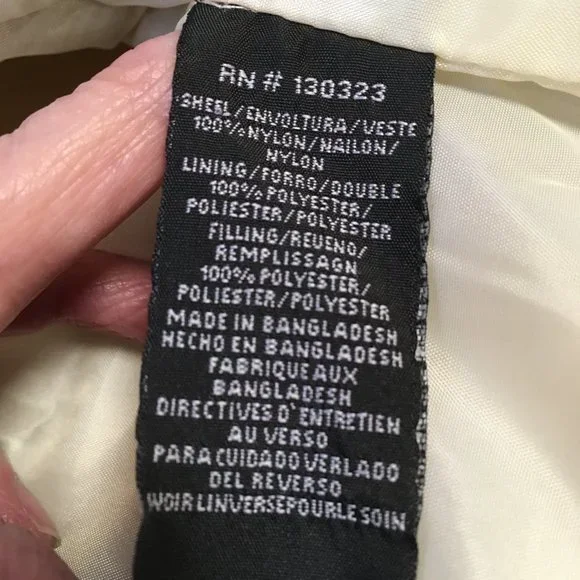 RN # 130323
SHEEL/ENVOLTURA/VESTE
100%NYLON/NAILON/
NYLON
LINING/FORRO/DOUBLE
100%POLYESTER/
POLIESTER/POLYESTER
FILLING/REUENO/
REMPLISSAGN
100%POLYESTER/
POLIESTER/POLYESTER
MADE IN BANGLADESH
HECHO EN BANGLADESH
FABRIQUE AUX
BANGLADESH
DIRECTIVES D'ENTRETIEN
AU VERSO
PARA CUIDADO VERLADO
DEL REVERSO
WOIR LINVERSEPOURLE SOIN